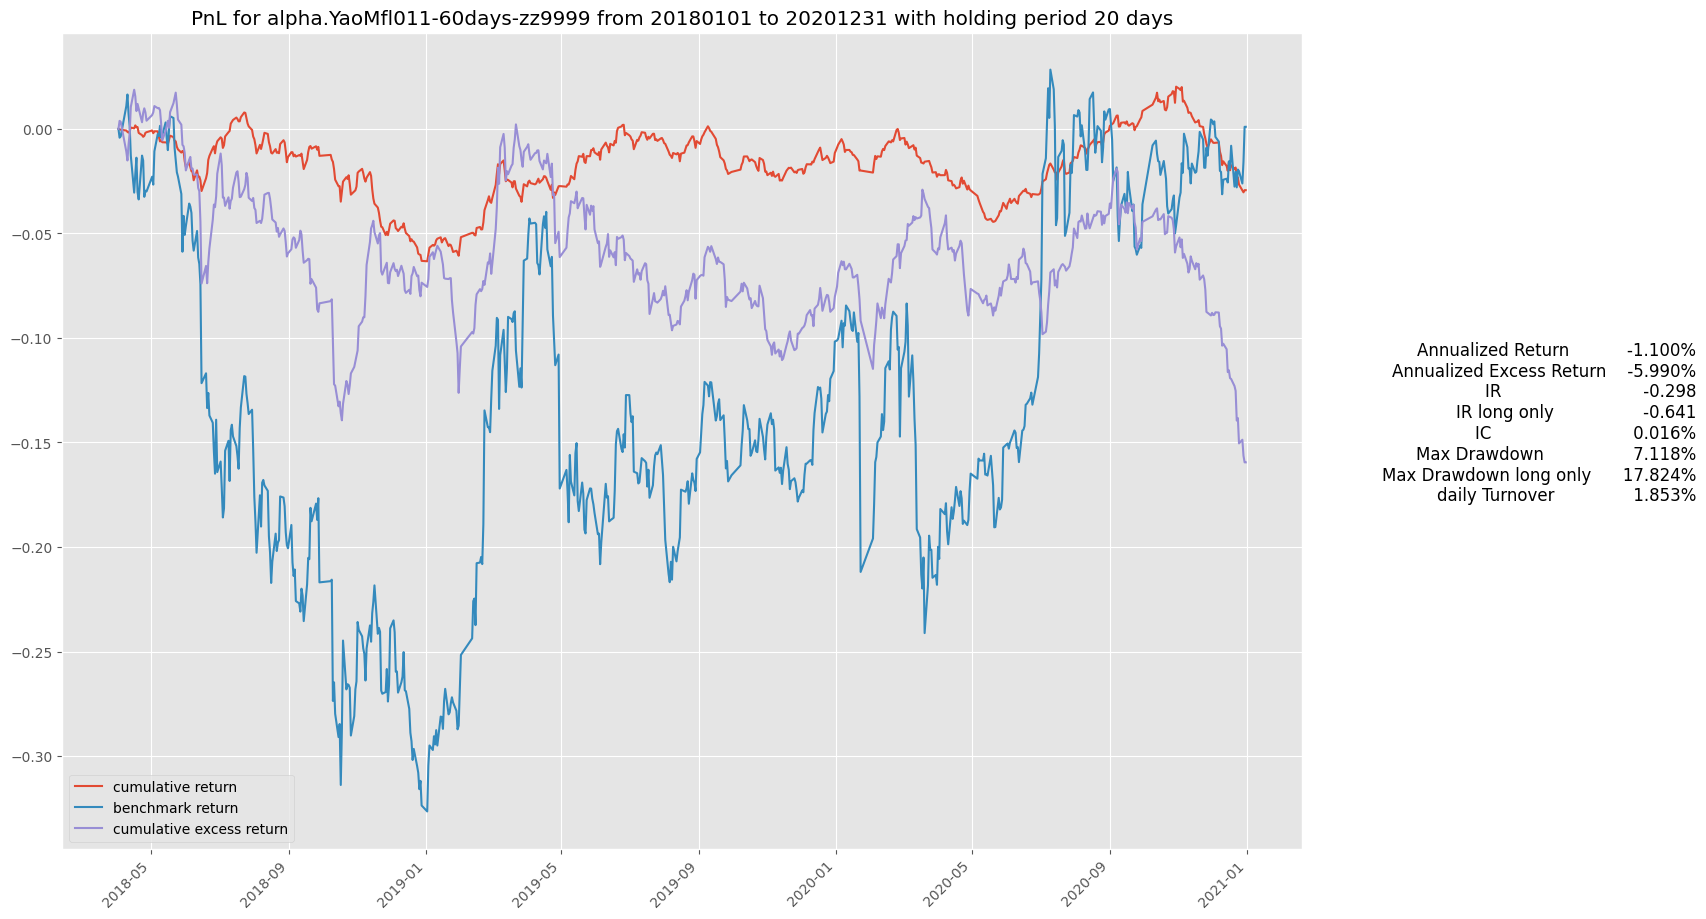 PnL for alpha.YaoMfl011-60days-zz9999 from 20180101 to 20201231 with holding period 20 days
0.00
−0.05
−0.10
−0.15
−0.20
−0.25
−0.30
cumulative return
benchmark return
cumulative excess return
2018-05
2018-09
2019-01
2019-05
2019-09
2020-01
2020-05
2020-09
2021-01
Annualized Return -1.100%
Annualized Excess Return -5.990%
IR -0.298
IR long only -0.641
IC 0.016%
Max Drawdown 7.118%
Max Drawdown long only 17.824%
daily Turnover 1.853%